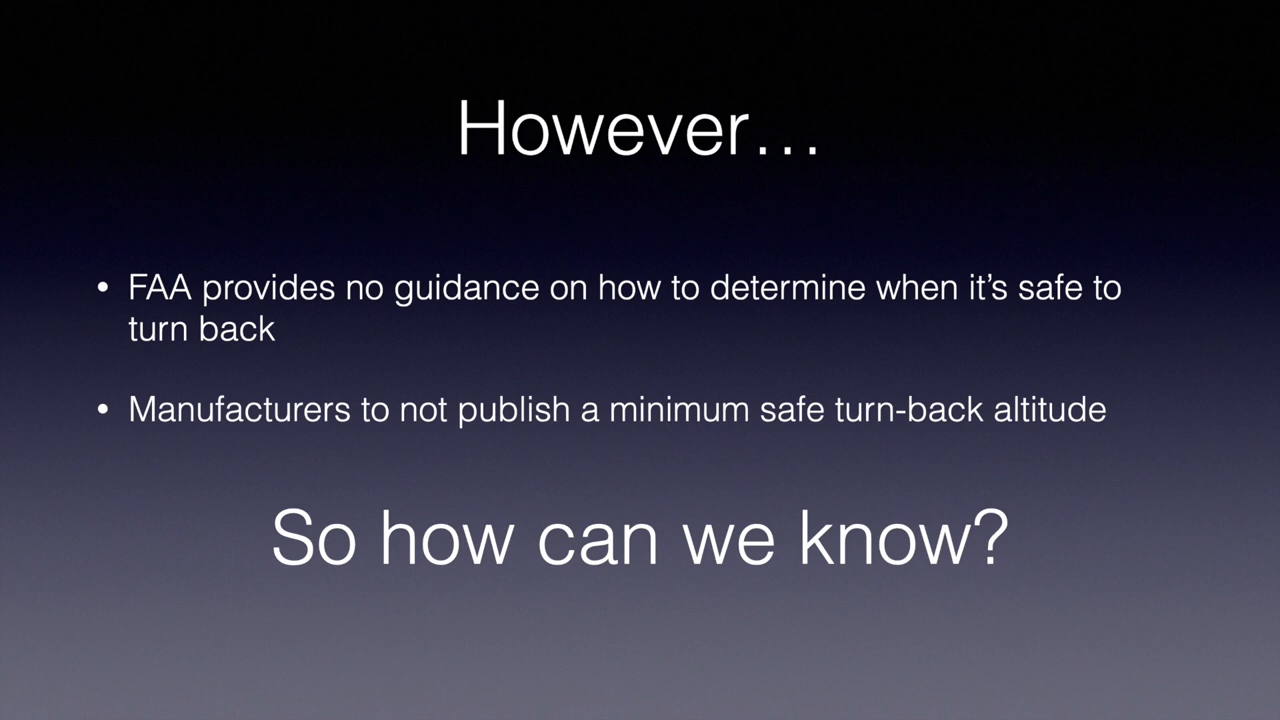 However...
• FAA provides no guidance on how to determine when it’s safe to
turn back
• Manufacturers to not publish a minimum safe turn-back altitude
So how can we know?